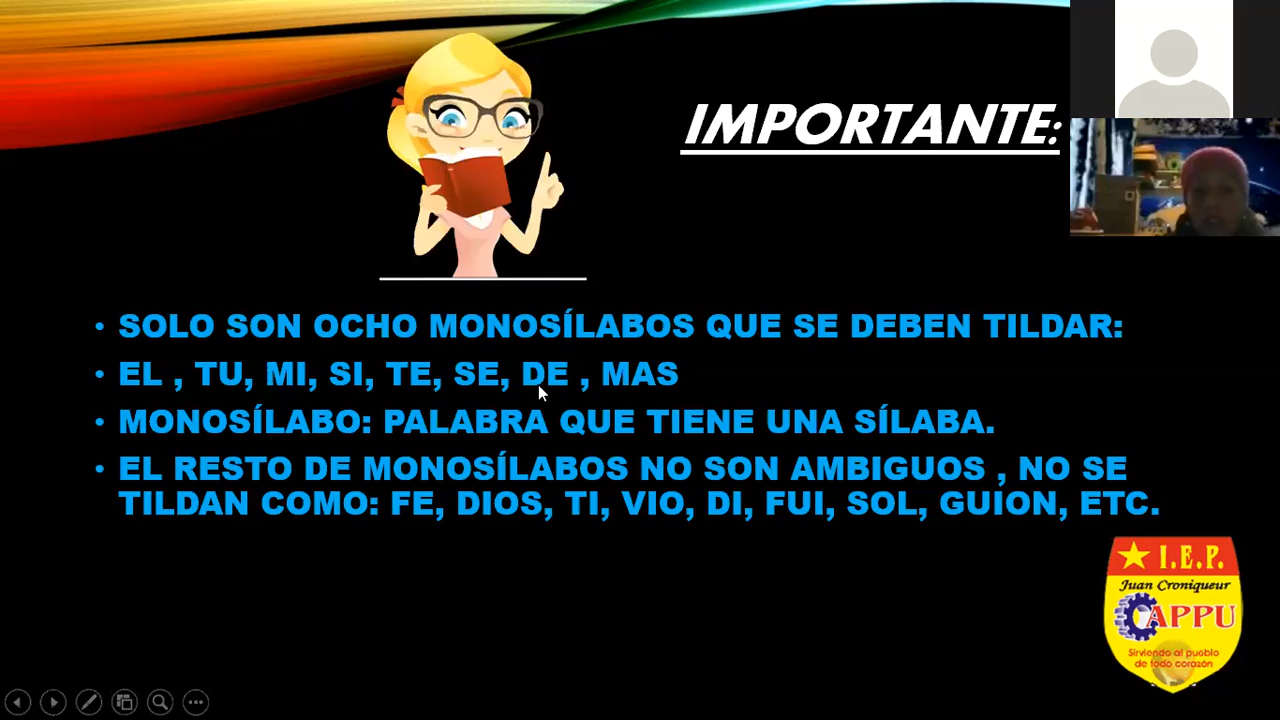 IMPORTANTE:
• SOLO SON OCHO MONOSÍLABOS QUE SE DEBEN TILDAR:
• EL , TU, MI, SI, TE, SE, DE , MAS
• MONOSÍLABO: PALABRA QUE TIENE UNA SÍLABA.
• EL RESTO DE MONOSÍLABOS NO SON AMBIGUOS , NO SE
TILDAN COMO: FE, DIOS, TI, VIO, DI, FUI, SOL, GUION, ETC.
I.E.P.
Juan Croniqueur
APPU
Sirviendo al pueblo
de todo corazón